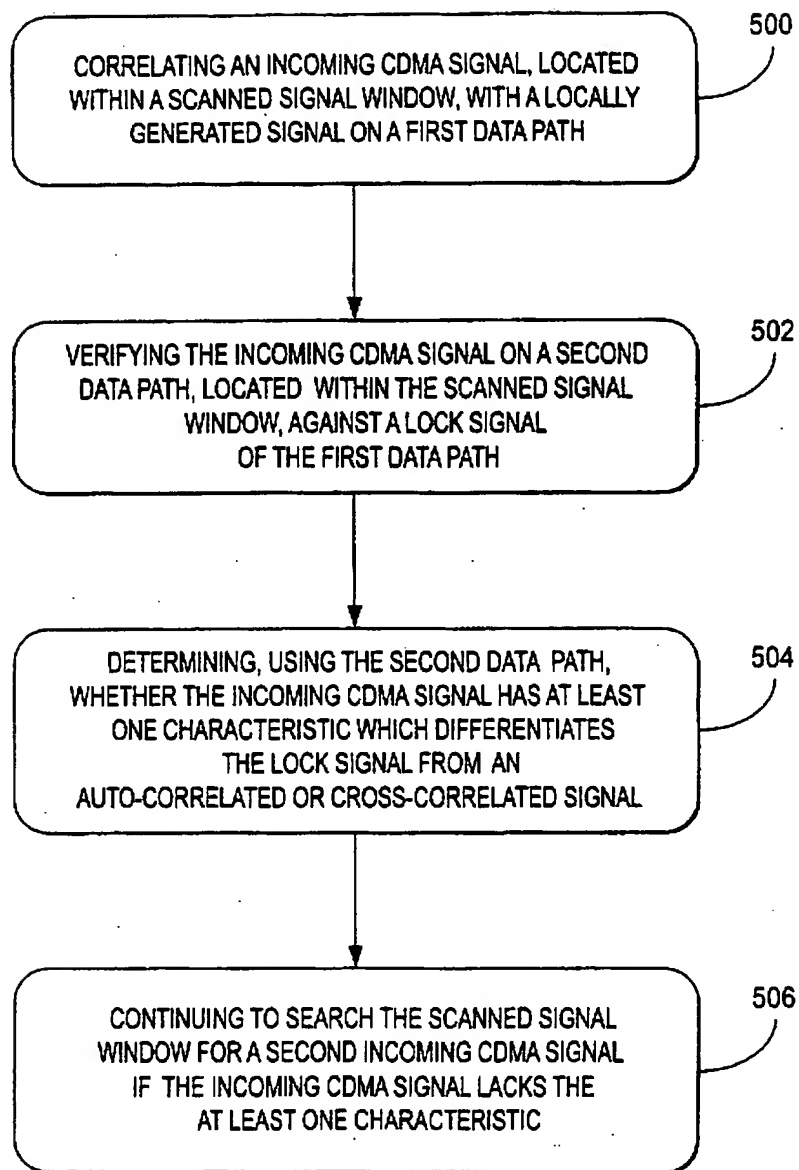 500
CORRELATING AN INCOMING CDMA SIGNAL, LOCATED
WITHIN A SCANNED SIGNAL WINDOW, WITH A LOCALLY
GENERATED SIGNAL ON A FIRST DATA PATH
502
VERIFYING THE INCOMING CDMA SIGNAL ON A SECOND
DATA PATH, LOCATED WITHIN THE SCANNED SIGNAL
WINDOW, AGAINST A LOCK SIGNAL
OF THE FIRST DATA PATH
504
DETERMINING, USING THE SECOND DATA PATH,
WHETHER THE INCOMING CDMA SIGNAL HAS AT LEAST
ONE CHARACTERISTIC WHICH DIFFERENTIATES
THE LOCK SIGNAL FROM AN
AUTO-CORRELATED OR CROSS-CORRELATED SIGNAL
506
CONTINUING TO SEARCH THE SCANNED SIGNAL
WINDOW FOR A SECOND INCOMING CDMA SIGNAL
IF THE INCOMING CDMA SIGNAL LACKS THE
AT LEAST ONE CHARACTERISTIC.